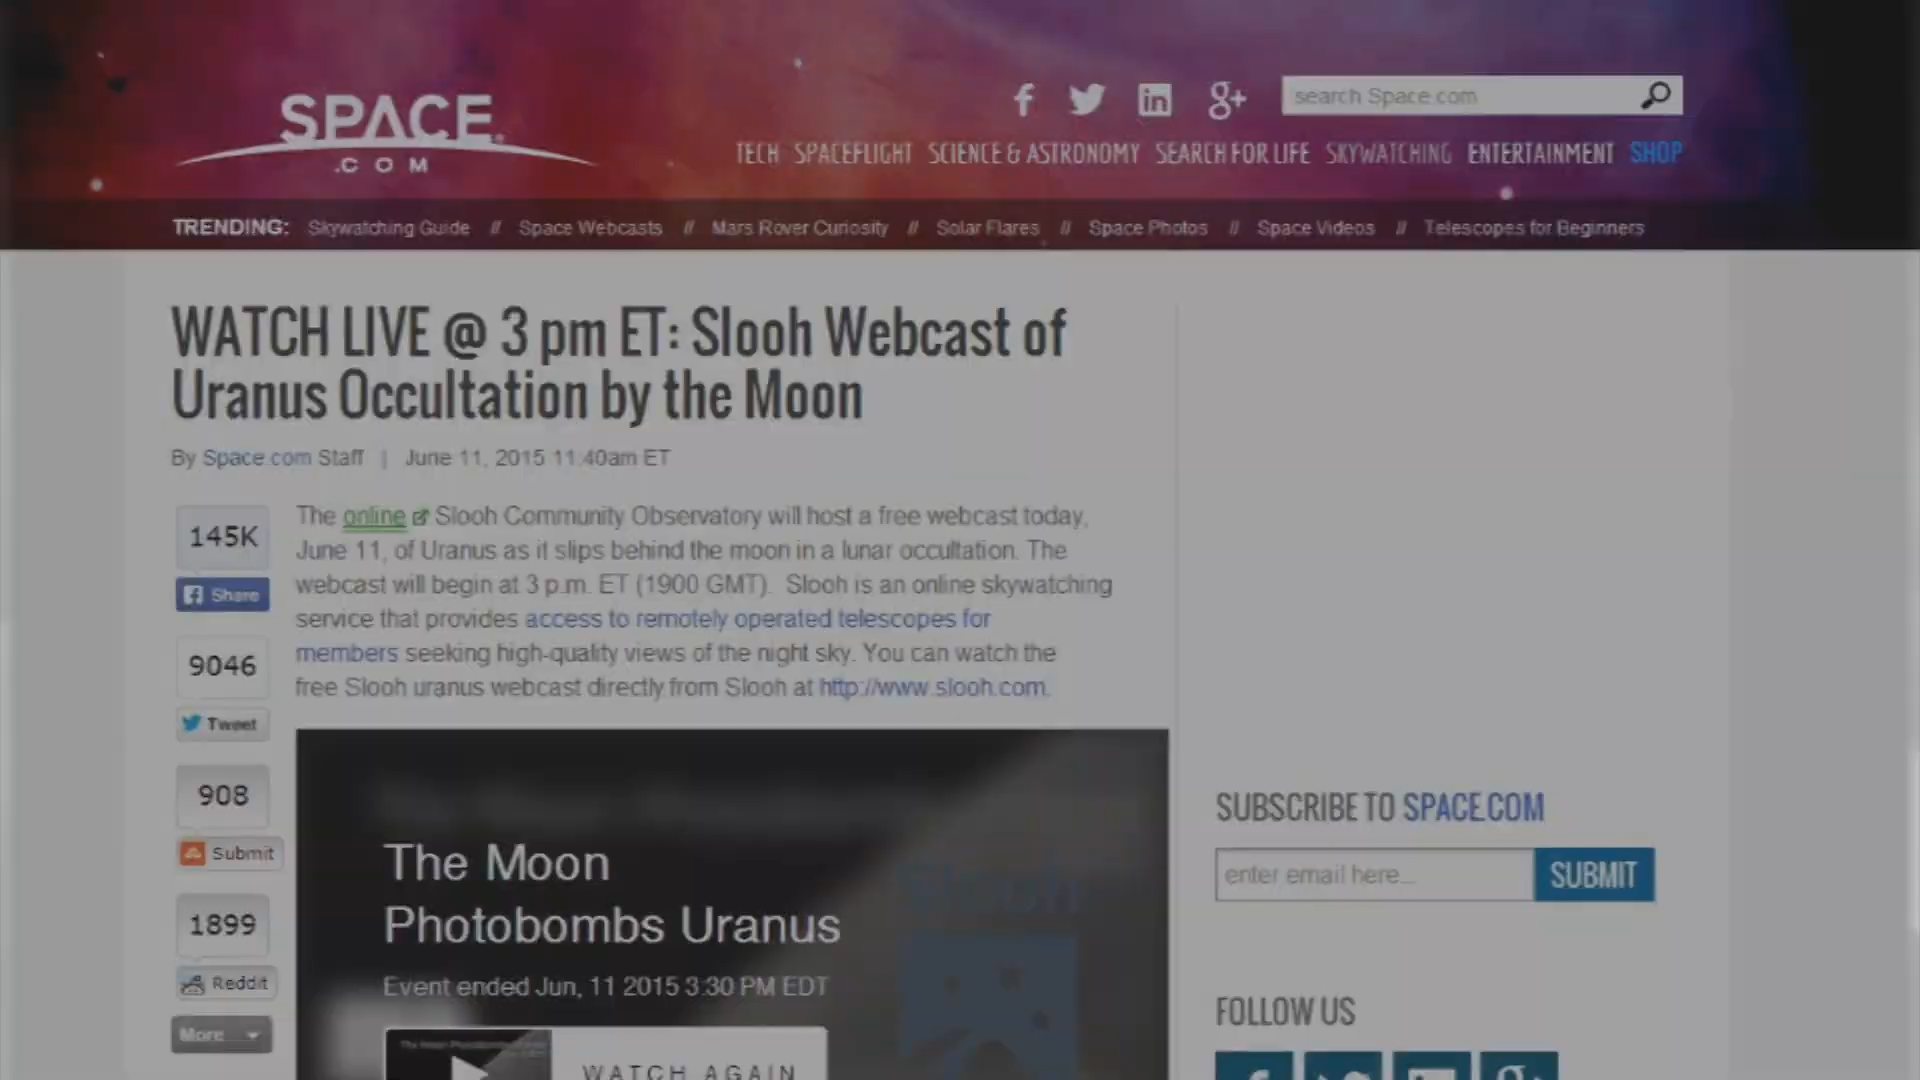 SPACE
.COM
search Space.com
TECH SPACEFLIGHT SCIENCE & ASTRONOMY SEARCH FOR LIFE SKYWATCHING ENTERTAINMENT SHOP
TRENDING: Skywatching Guide // Space Webcasts // Mars Rover Curiosity // Solar Flares // Space Photos // Space Videos // Telescopes for Beginners
WATCH LIVE @ 3 pm ET: Slooh Webcast of
Uranus Occultation by the Moon
By Space.com Staff | June 11, 2015 11:40am ET
145K
Share
9046
Tweet
908
Submit
1899
Reddit
More
The online Slooh Community Observatory will host a free webcast today,
June 11, of Uranus as it slips behind the moon in a lunar occultation. The
webcast will begin at 3 p.m. ET (1900 GMT). Slooh is an online skywatching
service that provides access to remotely operated telescopes for
members seeking high-quality views of the night sky. You can watch the
free Slooh uranus webcast directly from Slooh at http://www.slooh.com.
The Moon
Photobombs Uranus
Event ended Jun, 11 2015 3:30 PM EDT
WATCH AGAIN
Slooh
SUBSCRIBE TO SPACE.COM
enter email here...
SUBMIT
FOLLOW US